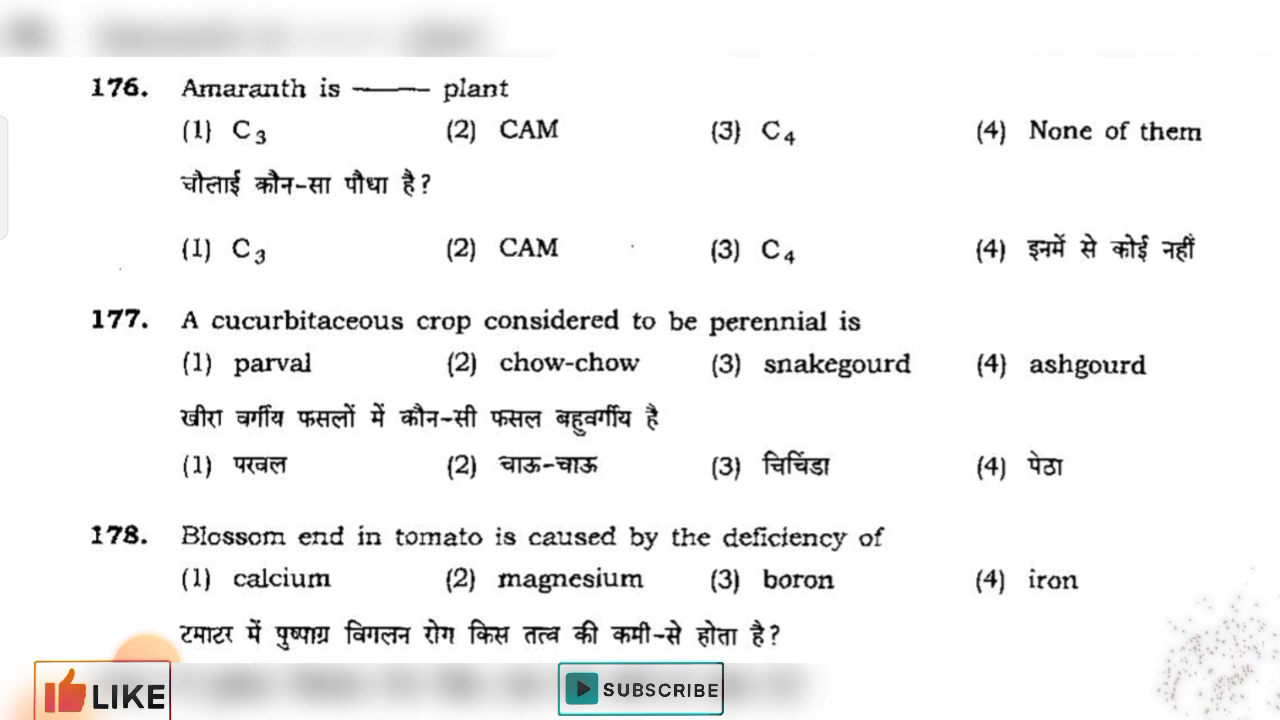 176. Amaranth is ——— plant
(1) C₃ (2) CAM (3) C₄ (4) None of them
चौलाई कौन-सा पौधा है?
(1) C₃ (2) CAM (3) C₄ (4) इनमें से कोई नहीं
177. A cucurbitaceous crop considered to be perennial is
(1) parval (2) chow-chow (3) snakegourd (4) ashgourd
खीरा वर्गीय फसलों में कौन-सी फसल बहुवर्गीय है
(1) परवल (2) चाऊ-चाऊ (3) चिचिंडा (4) पेठा
178. Blossom end in tomato is caused by the deficiency of
(1) calcium (2) magnesium (3) boron (4) iron
टमाटर में पुष्पाग्र विगलन रोग किस तत्व की कमी-से होता है?
LIKE SUBSCRIBE